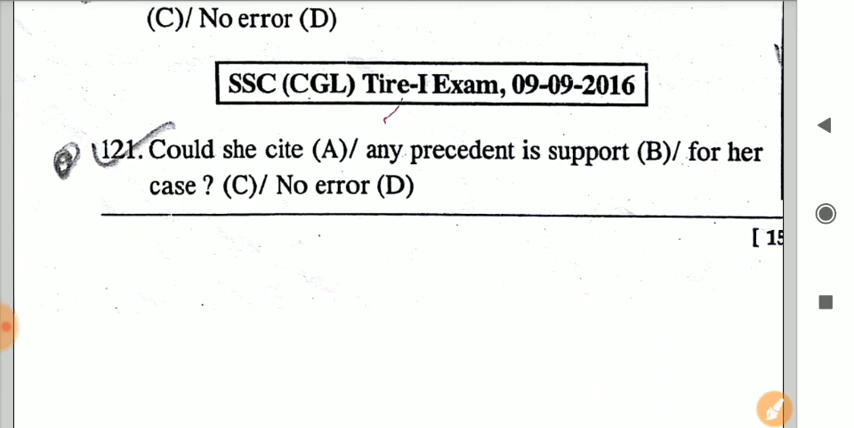 (C)/ No error (D)
SSC (CGL) Tire-I Exam, 09-09-2016
121. Could she cite (A)/ any precedent is support (B)/ for her
case ? (C)/ No error (D)
[ 15